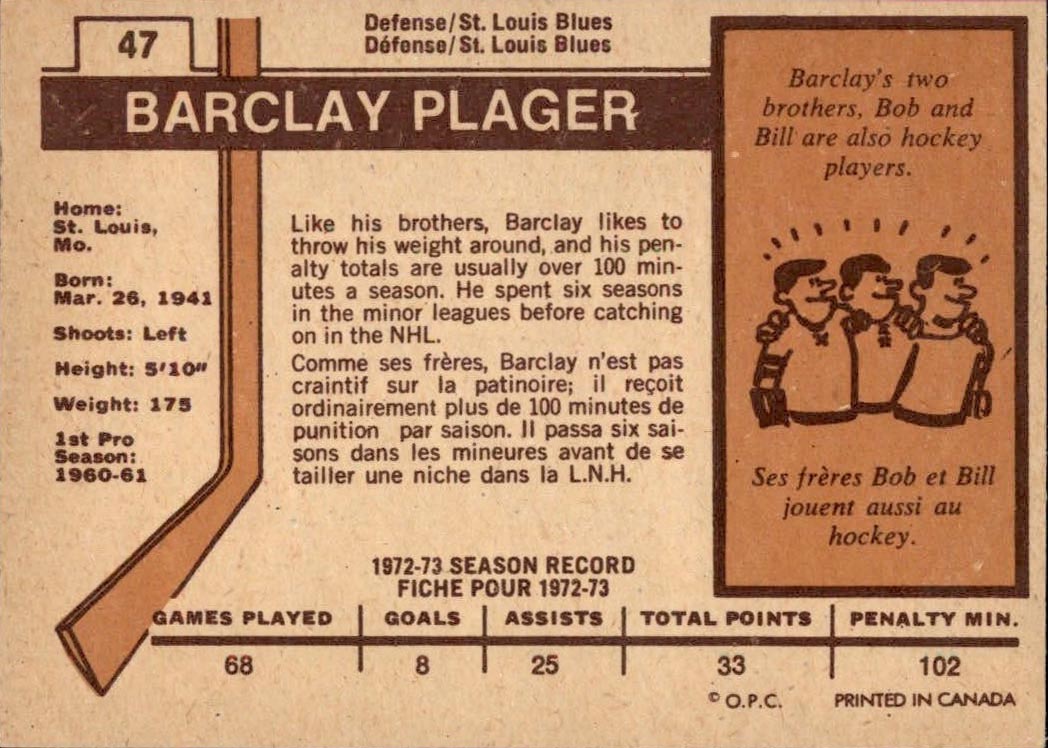 47
Defense/St. Louis Blues
Défense/St. Louis Blues
BARCLAY PLAGER
Home:
St. Louis,
Mo.
Born:
Mar. 26, 1941
Shoots: Left
Height: 5'10"
Weight: 175
1st Pro
Season:
1960-61
Like his brothers, Barclay likes to
throw his weight around, and his pen-
alty totals are usually over 100 min-
utes a season. He spent six seasons
in the minor leagues before catching
on in the NHL.
Comme ses frères, Barclay n'est pas
craintif sur la patinoire; il reçoit
ordinairement plus de 100 minutes de
punition par saison. Il passa six sai-
sons dans les mineures avant de se
tailler une niche dans la L.N.H.
Barclay's two
brothers, Bob and
Bill are also hockey
players.
Ses frères Bob et Bill
jouent aussi au
hockey.
1972-73 SEASON RECORD
FICHE POUR 1972-73
GAMES PLAYED GOALS ASSISTS TOTAL POINTS PENALTY MIN.
68 8 25 33 102
© O.P.C. PRINTED IN CANADA